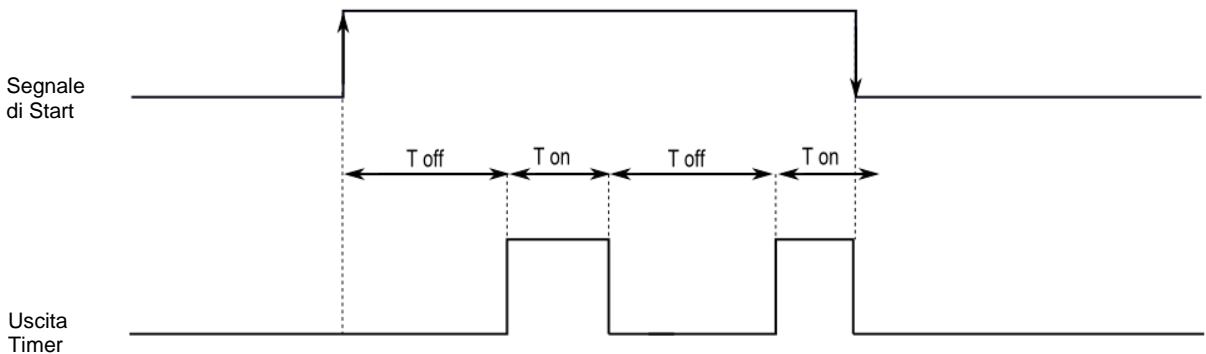 Segnale
di Start
T off T on T off T on
Uscita
Timer